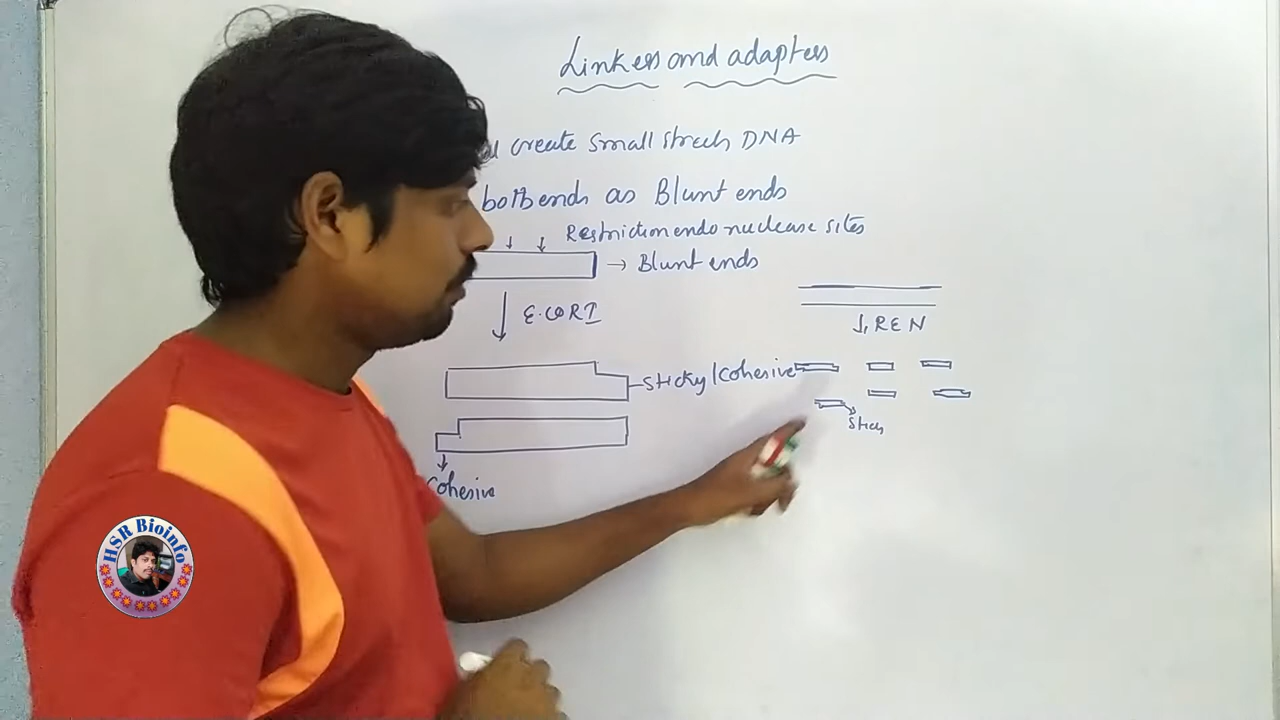 Linkers and adapters
create Small Strech DNA
both ends as Blunt ends
Restriction endo nuclease sites
→ Blunt ends
E.CORI
Sticky/Cohesive
Cohesive
REN
Sticky
HSR Bioinfo